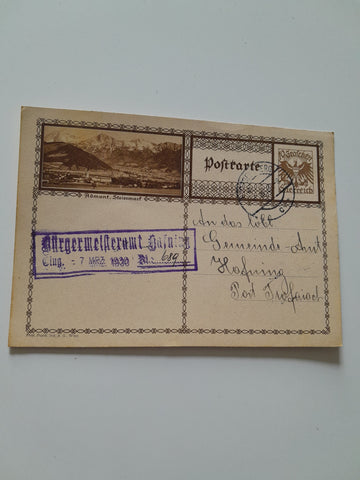 Admont, Steiermark
Postkarte
Österreich
Bürgermeisteramt Hafning
Eing. - 7. MRZ. 1930 Bl.: 689
An das löbl.
Gemeinde-Amt
Hafning
Post Trofaiach